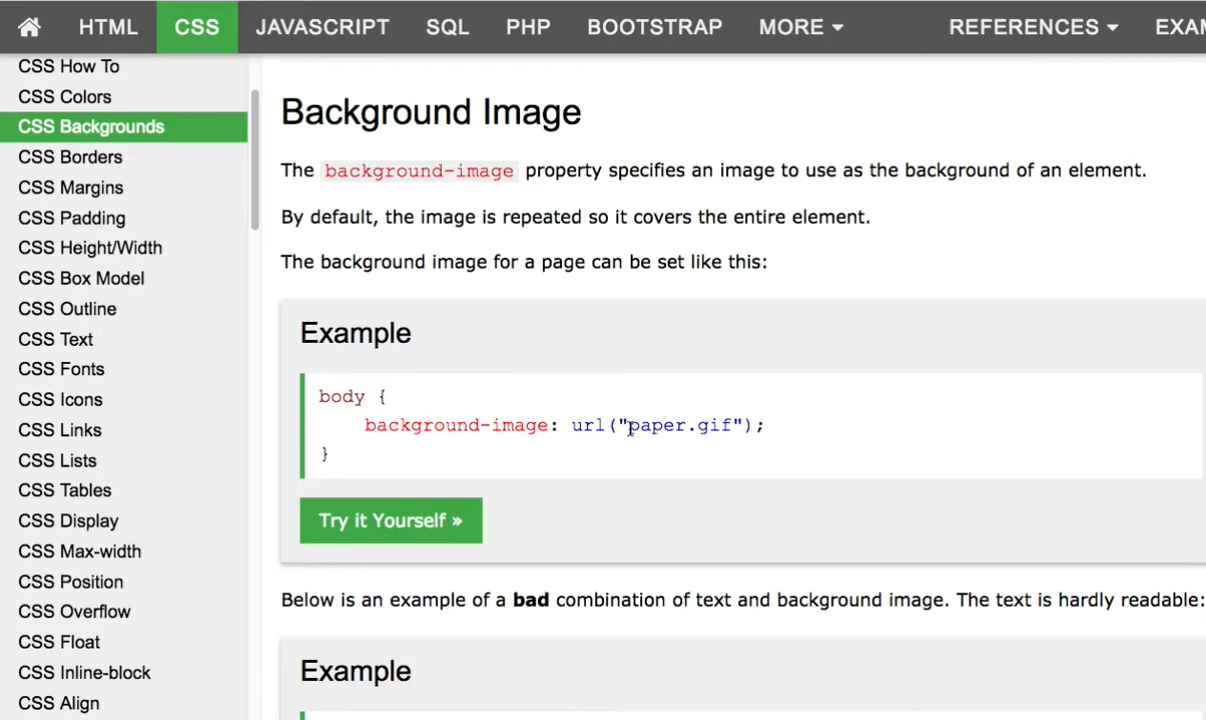 HTML CSS JAVASCRIPT SQL PHP BOOTSTRAP MORE REFERENCES EXAM
CSS How To
CSS Colors
CSS Backgrounds
CSS Borders
CSS Margins
CSS Padding
CSS Height/Width
CSS Box Model
CSS Outline
CSS Text
CSS Fonts
CSS Icons
CSS Links
CSS Lists
CSS Tables
CSS Display
CSS Max-width
CSS Position
CSS Overflow
CSS Float
CSS Inline-block
CSS Align
Background Image
The background-image property specifies an image to use as the background of an element.
By default, the image is repeated so it covers the entire element.
The background image for a page can be set like this:
Example
body {
background-image: url("paper.gif");
}
Try it Yourself »
Below is an example of a bad combination of text and background image. The text is hardly readable:
Example